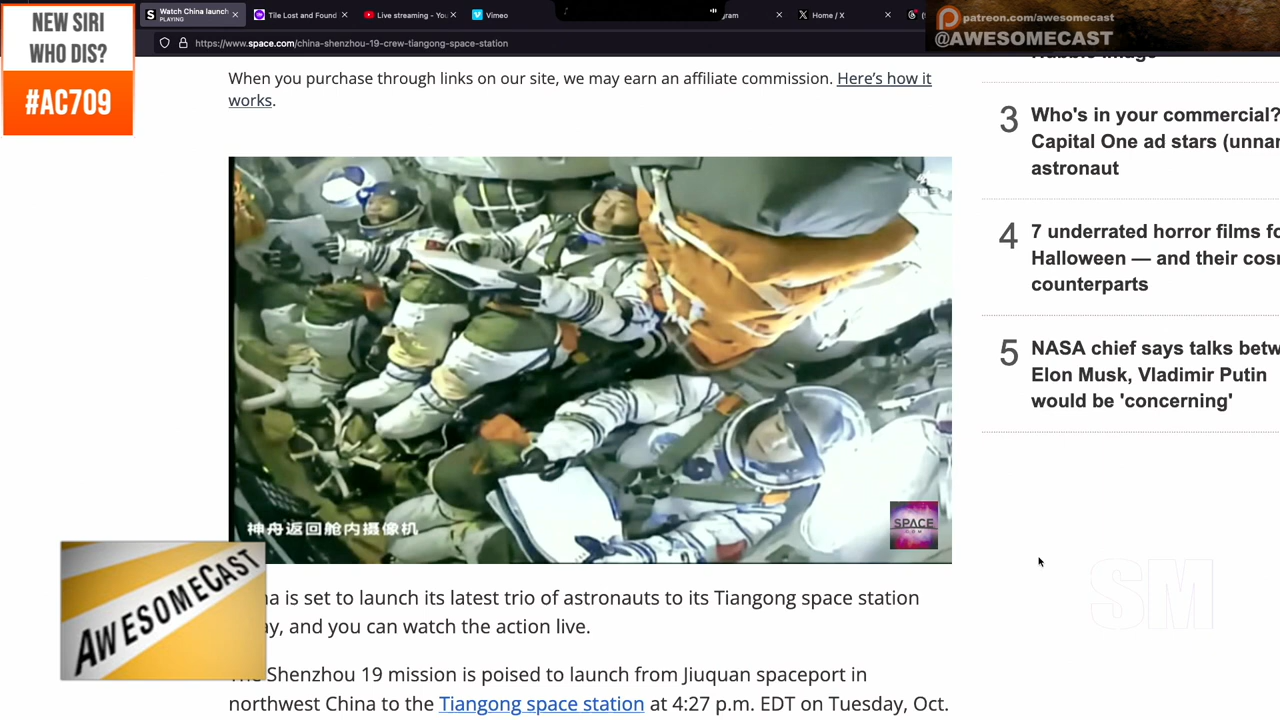 NEW SIRI
WHO DIS?
#AC709
Watch China launch
PLAYING
Tile Lost and Found
Live streaming - You
Vimeo
gram
Home / X
https://www.space.com/china-shenzhou-19-crew-tiangong-space-station
patreon.com/awesomecast
@AWESOMECAST
When you purchase through links on our site, we may earn an affiliate commission. Here's how it
works.
Hubble image
3
Who's in your commercial?
Capital One ad stars (unnam
astronaut
4
7 underrated horror films fo
Halloween — and their cosm
counterparts
5
NASA chief says talks betw
Elon Musk, Vladimir Putin
would be 'concerning'
神舟返回舱内摄像机
SPACE
.COM
AWESOMECAST
SM
na is set to launch its latest trio of astronauts to its Tiangong space station
ay, and you can watch the action live.
The Shenzhou 19 mission is poised to launch from Jiuquan spaceport in
northwest China to the Tiangong space station at 4:27 p.m. EDT on Tuesday, Oct.